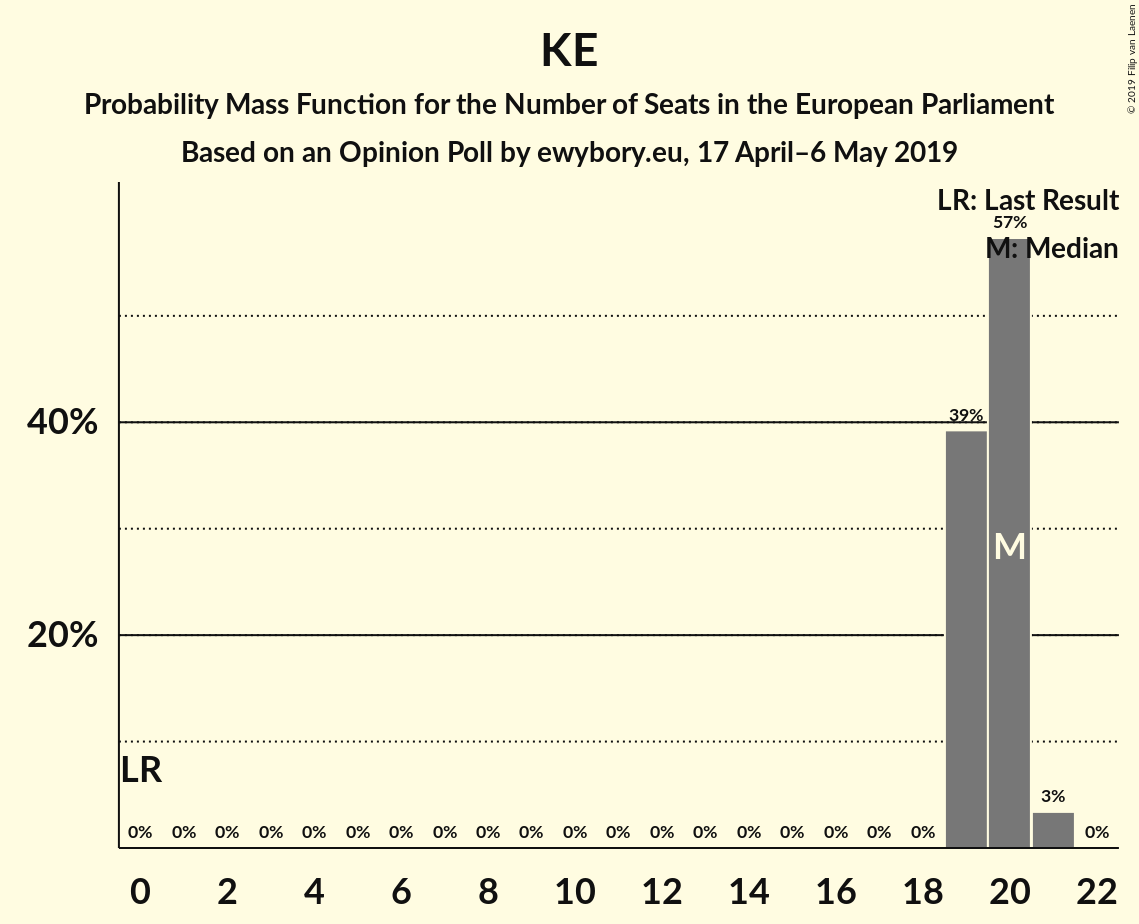 KE
Probability Mass Function for the Number of Seats in the European Parliament
Based on an Opinion Poll by ewybory.eu, 17 April–6 May 2019
© 2019 Filip van Laenen
LR: Last Result
57%
M: Median
40%
39%
M
20%
LR
3%
0% 0% 0% 0% 0% 0% 0% 0% 0% 0% 0% 0% 0% 0% 0% 0% 0% 0% 0% 0%
0 2 4 6 8 10 12 14 16 18 20 22